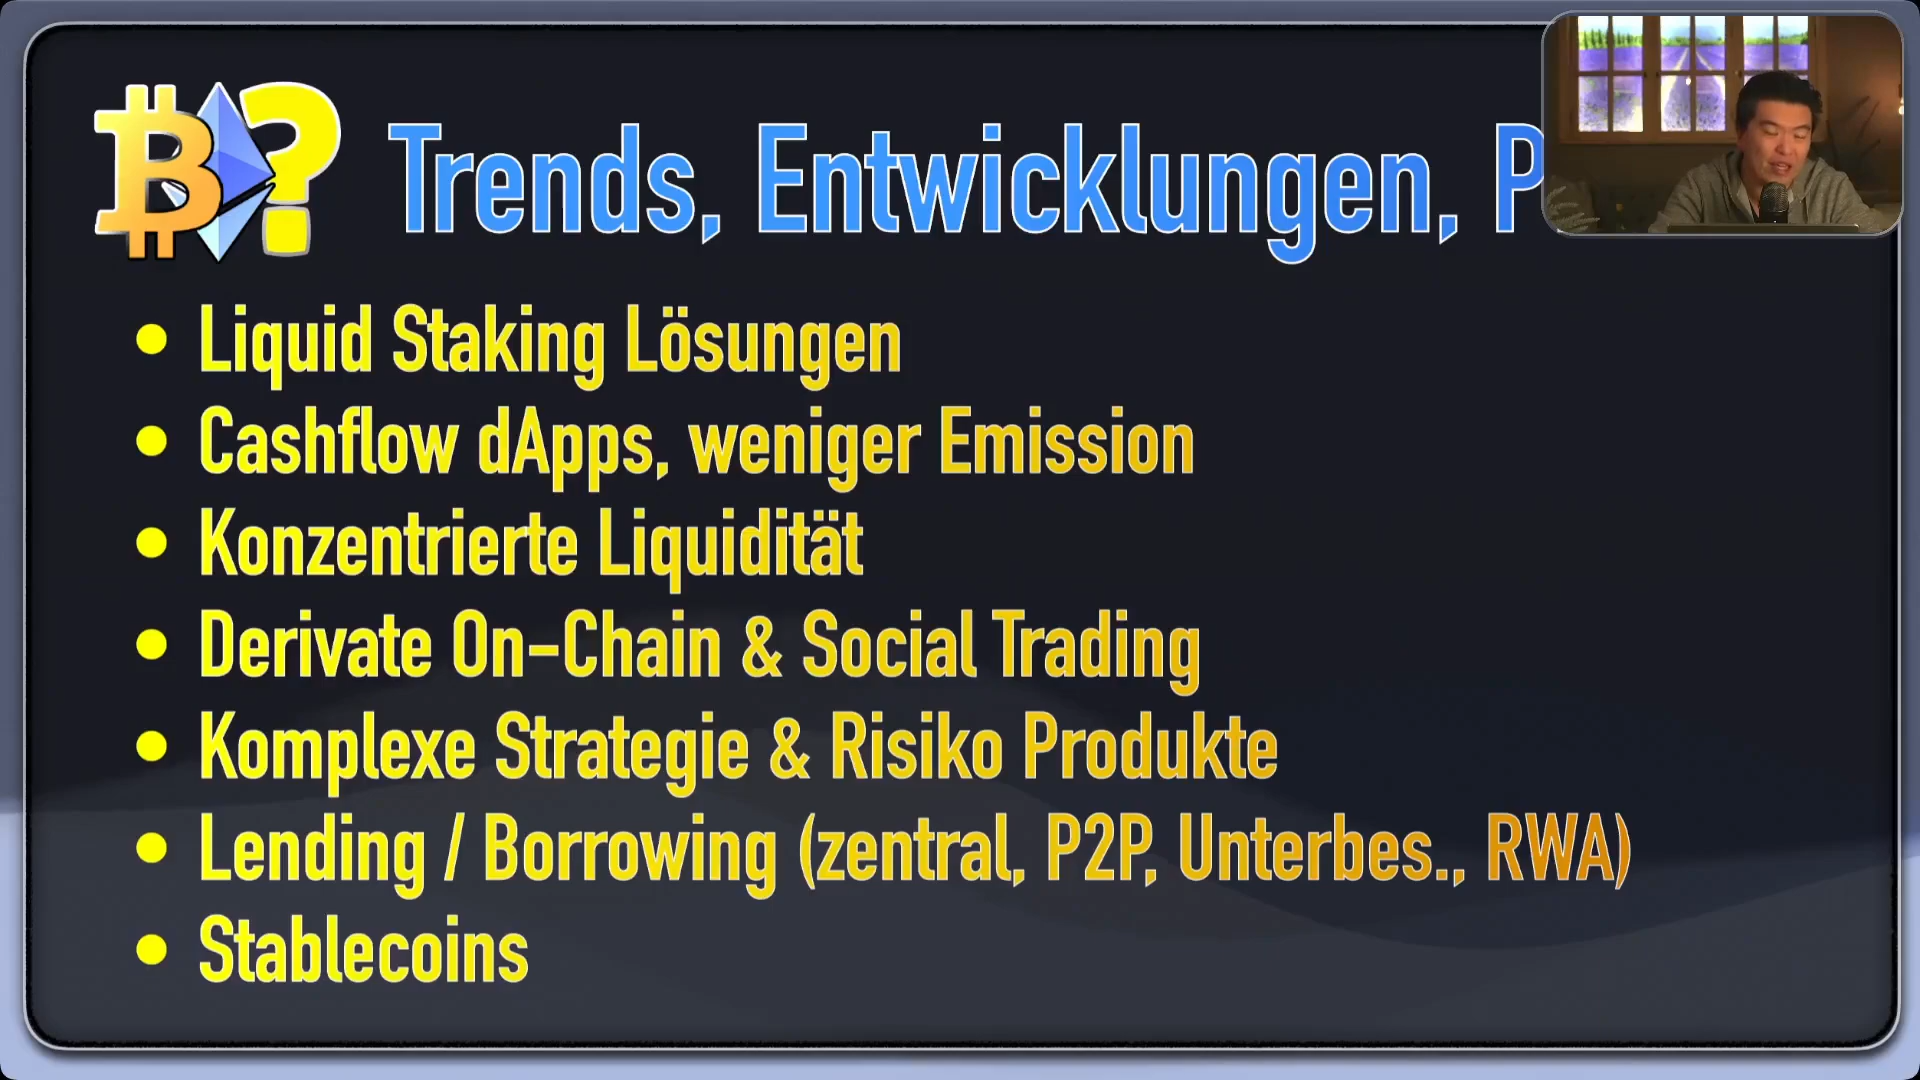 Trends, Entwicklungen,
Liquid Staking Lösungen
Cashflow dApps, weniger Emission
Konzentrierte Liquidität
Derivate On-Chain & Social Trading
Komplexe Strategie & Risiko Produkte
Lending / Borrowing (zentral, P2P, Unterbes., RWA)
Stablecoins